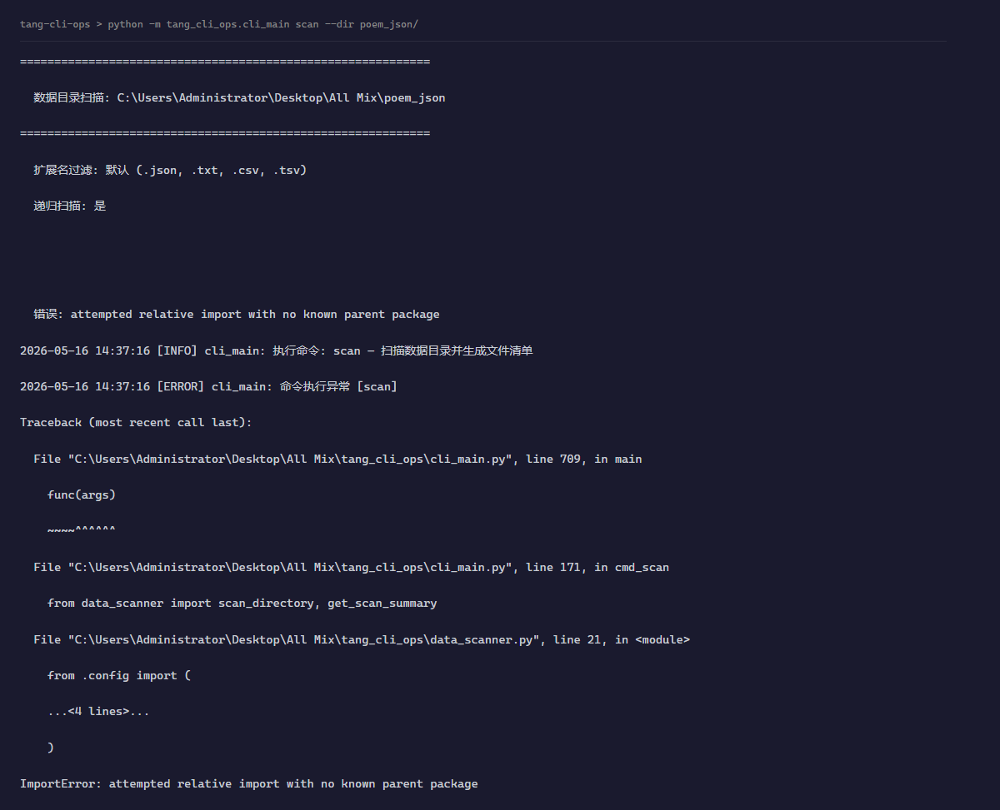 tang-cli-ops > python -m tang_cli_ops.cli_main scan --dir poem_json/
============================================================
数据目录扫描: C:\Users\Administrator\Desktop\All Mix\poem_json
============================================================
扩展名过滤: 默认 (.json, .txt, .csv, .tsv)
递归扫描: 是
错误: attempted relative import with no known parent package
2026-05-16 14:37:16 [INFO] cli_main: 执行命令: scan — 扫描数据目录并生成文件清单
2026-05-16 14:37:16 [ERROR] cli_main: 命令执行异常 [scan]
Traceback (most recent call last):
File "C:\Users\Administrator\Desktop\All Mix\tang_cli_ops\cli_main.py", line 709, in main
func(args)
~~~~^^^^^^
File "C:\Users\Administrator\Desktop\All Mix\tang_cli_ops\cli_main.py", line 171, in cmd_scan
from data_scanner import scan_directory, get_scan_summary
File "C:\Users\Administrator\Desktop\All Mix\tang_cli_ops\data_scanner.py", line 21, in <module>
from .config import (
...<4 lines>...
)
ImportError: attempted relative import with no known parent package